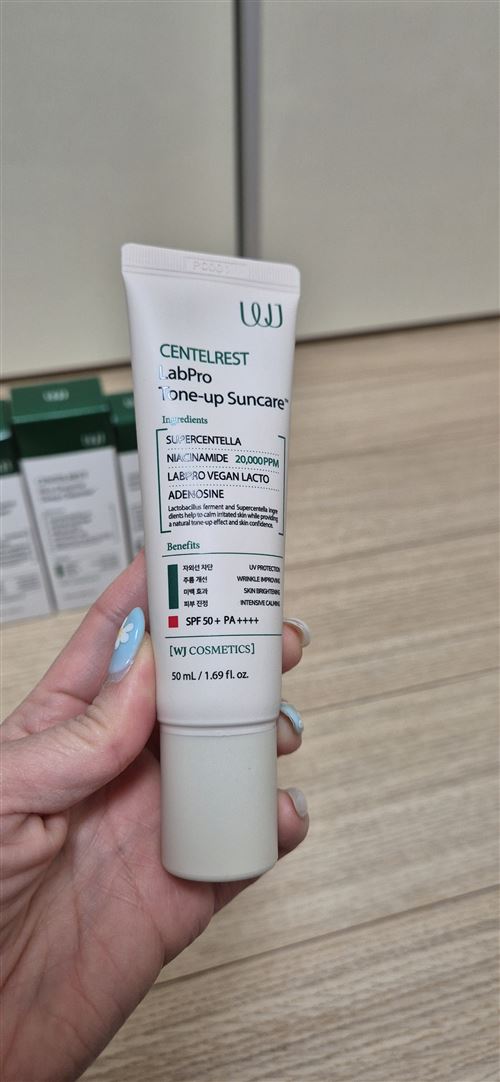 WJ
CENTELREST
LabPro
Tone-up Suncare™
Ingredients
SUPERCENTELLA
NIACINAMIDE 20,000PPM
LABPRO VEGAN LACTO
ADENOSINE
Lactobacillus ferment and Supercentella ingre
dients help to calm irritated skin while providing
a natural tone-up effect and skin confidence.
Benefits
자외선 차단 UV PROTECTION
주름 개선 WRINKLE IMPROVING
미백 효과 SKIN BRIGHTENING
피부 진정 INTENSIVE CALMING
SPF 50+ PA++++
[WJ COSMETICS]
50 mL / 1.69 fl. oz.
WJ
CENTELREST